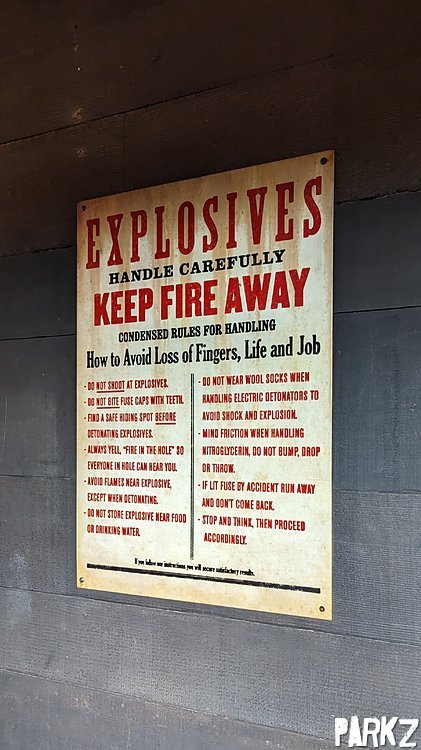 EXPLOSIVES
HANDLE CAREFULLY
KEEP FIRE AWAY
CONDENSED RULES FOR HANDLING
How to Avoid Loss of Fingers, Life and Job
- DO NOT SHOOT AT EXPLOSIVES.
- DO NOT BITE FUSE CAPS WITH TEETH.
- FIND A SAFE HIDING SPOT BEFORE
DETONATING EXPLOSIVES.
- ALWAYS YELL, "FIRE IN THE HOLE" SO
EVERYONE IN HOLE CAN HEAR YOU.
- AVOID FLAMES NEAR EXPLOSIVE,
EXCEPT WHEN DETONATING.
- DO NOT STORE EXPLOSIVE NEAR FOOD
OR DRINKING WATER.
- DO NOT WEAR WOOL SOCKS WHEN
HANDLING ELECTRIC DETONATORS TO
AVOID SHOCK AND EXPLOSION.
- MIND FRICTION WHEN HANDLING
NITROGLYCERIN, DO NOT BUMP, DROP
OR THROW.
- IF LIT FUSE BY ACCIDENT RUN AWAY
AND DON'T COME BACK.
- STOP AND THINK, THEN PROCEED
ACCORDINGLY.
If you follow our instructions you will secure satisfactory results.
PARKZ